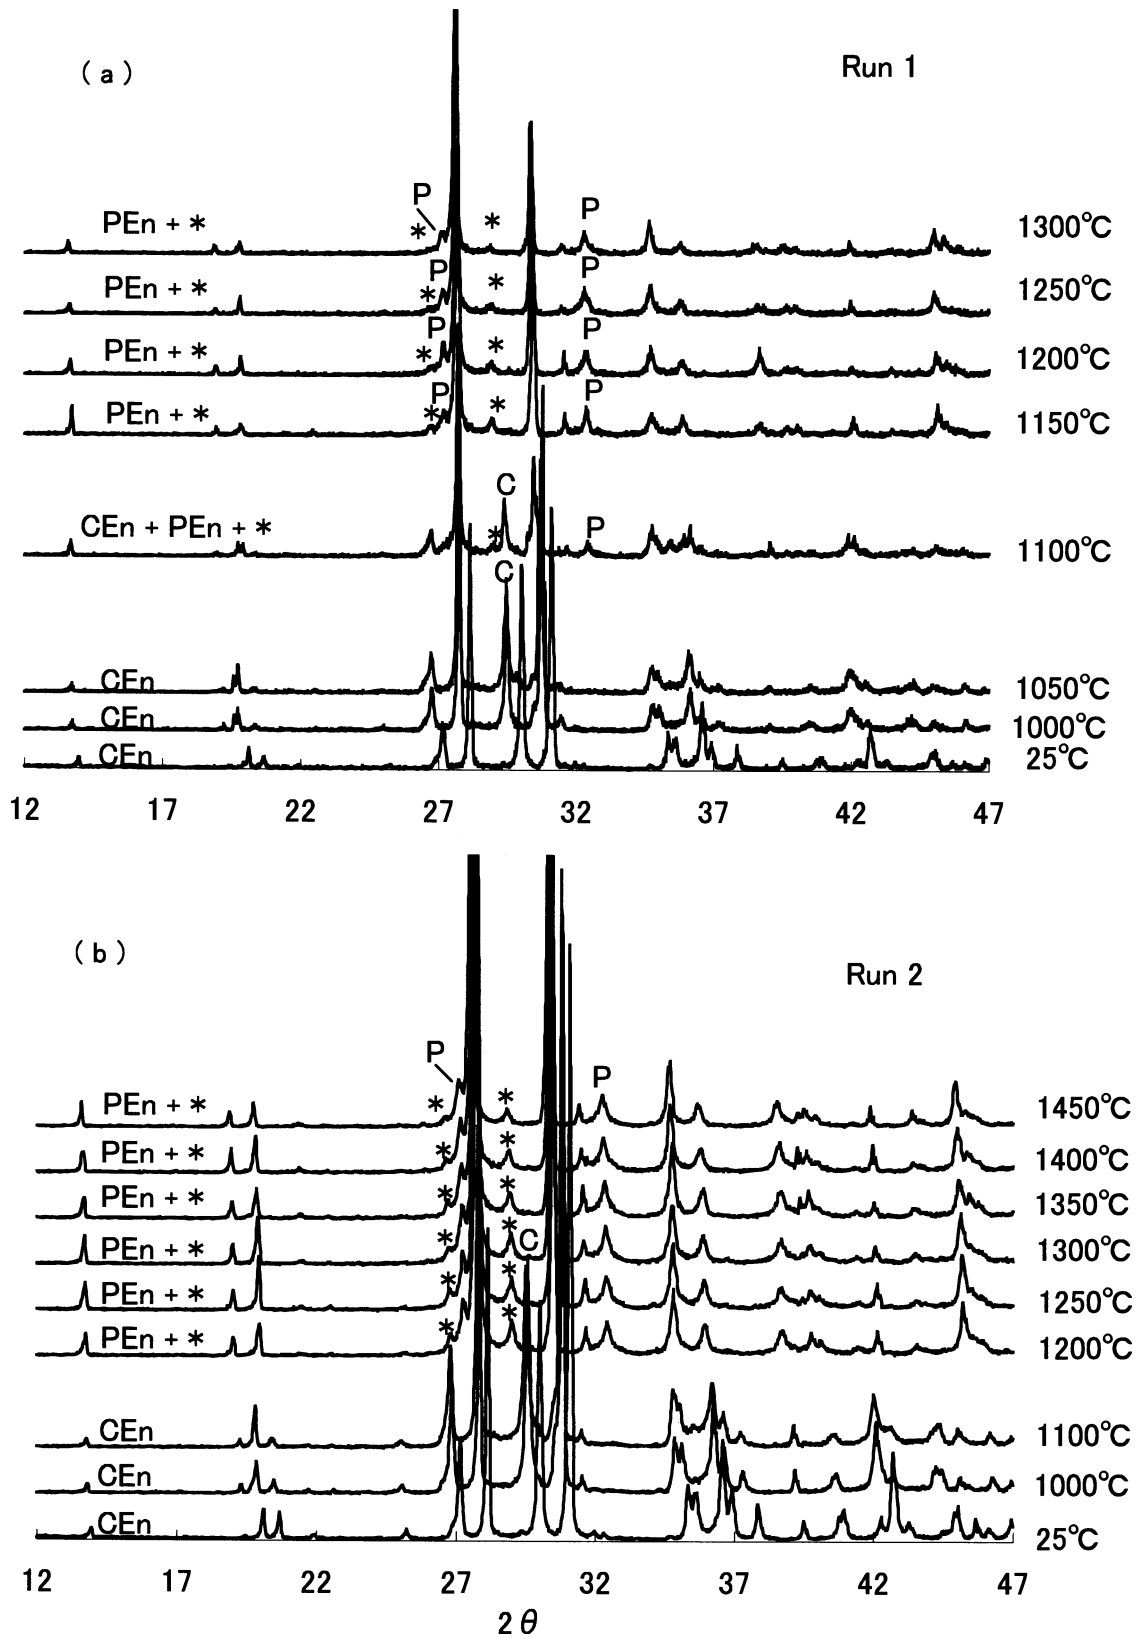 ( a )
Run 1
P
PEn + *
*
*
P
1300℃
PEn + *
*
P
*
P
1250℃
PEn + *
*
P
*
P
1200℃
PEn + *
*
P
*
P
1150℃
CEn + PEn + *
C
*
P
1100℃
C
CEn
1050℃
CEn
1000℃
CEn
25℃
12 17 22 27 32 37 42 47
( b )
Run 2
P
P
PEn + *
*
*
1450℃
PEn + *
*
*
1400℃
PEn + *
*
*
1350℃
PEn + *
*
*
C
1300℃
PEn + *
*
*
1250℃
PEn + *
*
*
1200℃
CEn
1100℃
CEn
1000℃
CEn
25℃
12 17 22 27 32 37 42 47
2θ